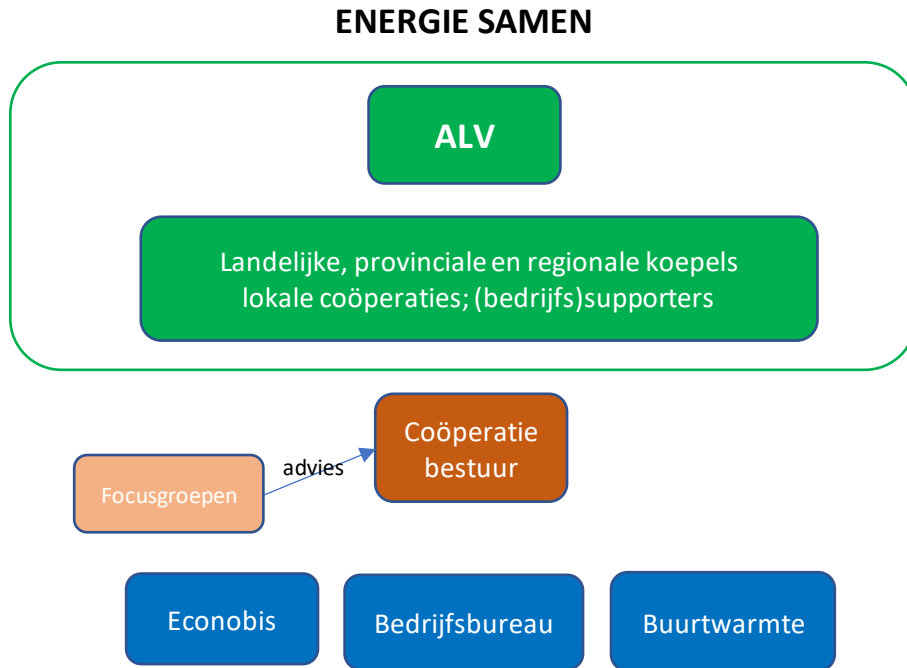 ENERGIE SAMEN
ALV
Landelijke, provinciale en regionale koepels
lokale coöperaties; (bedrijfs)supporters
Coöperatie
bestuur
advies
Focusgroepen
Econobis
Bedrijfsbureau
Buurtwarmte